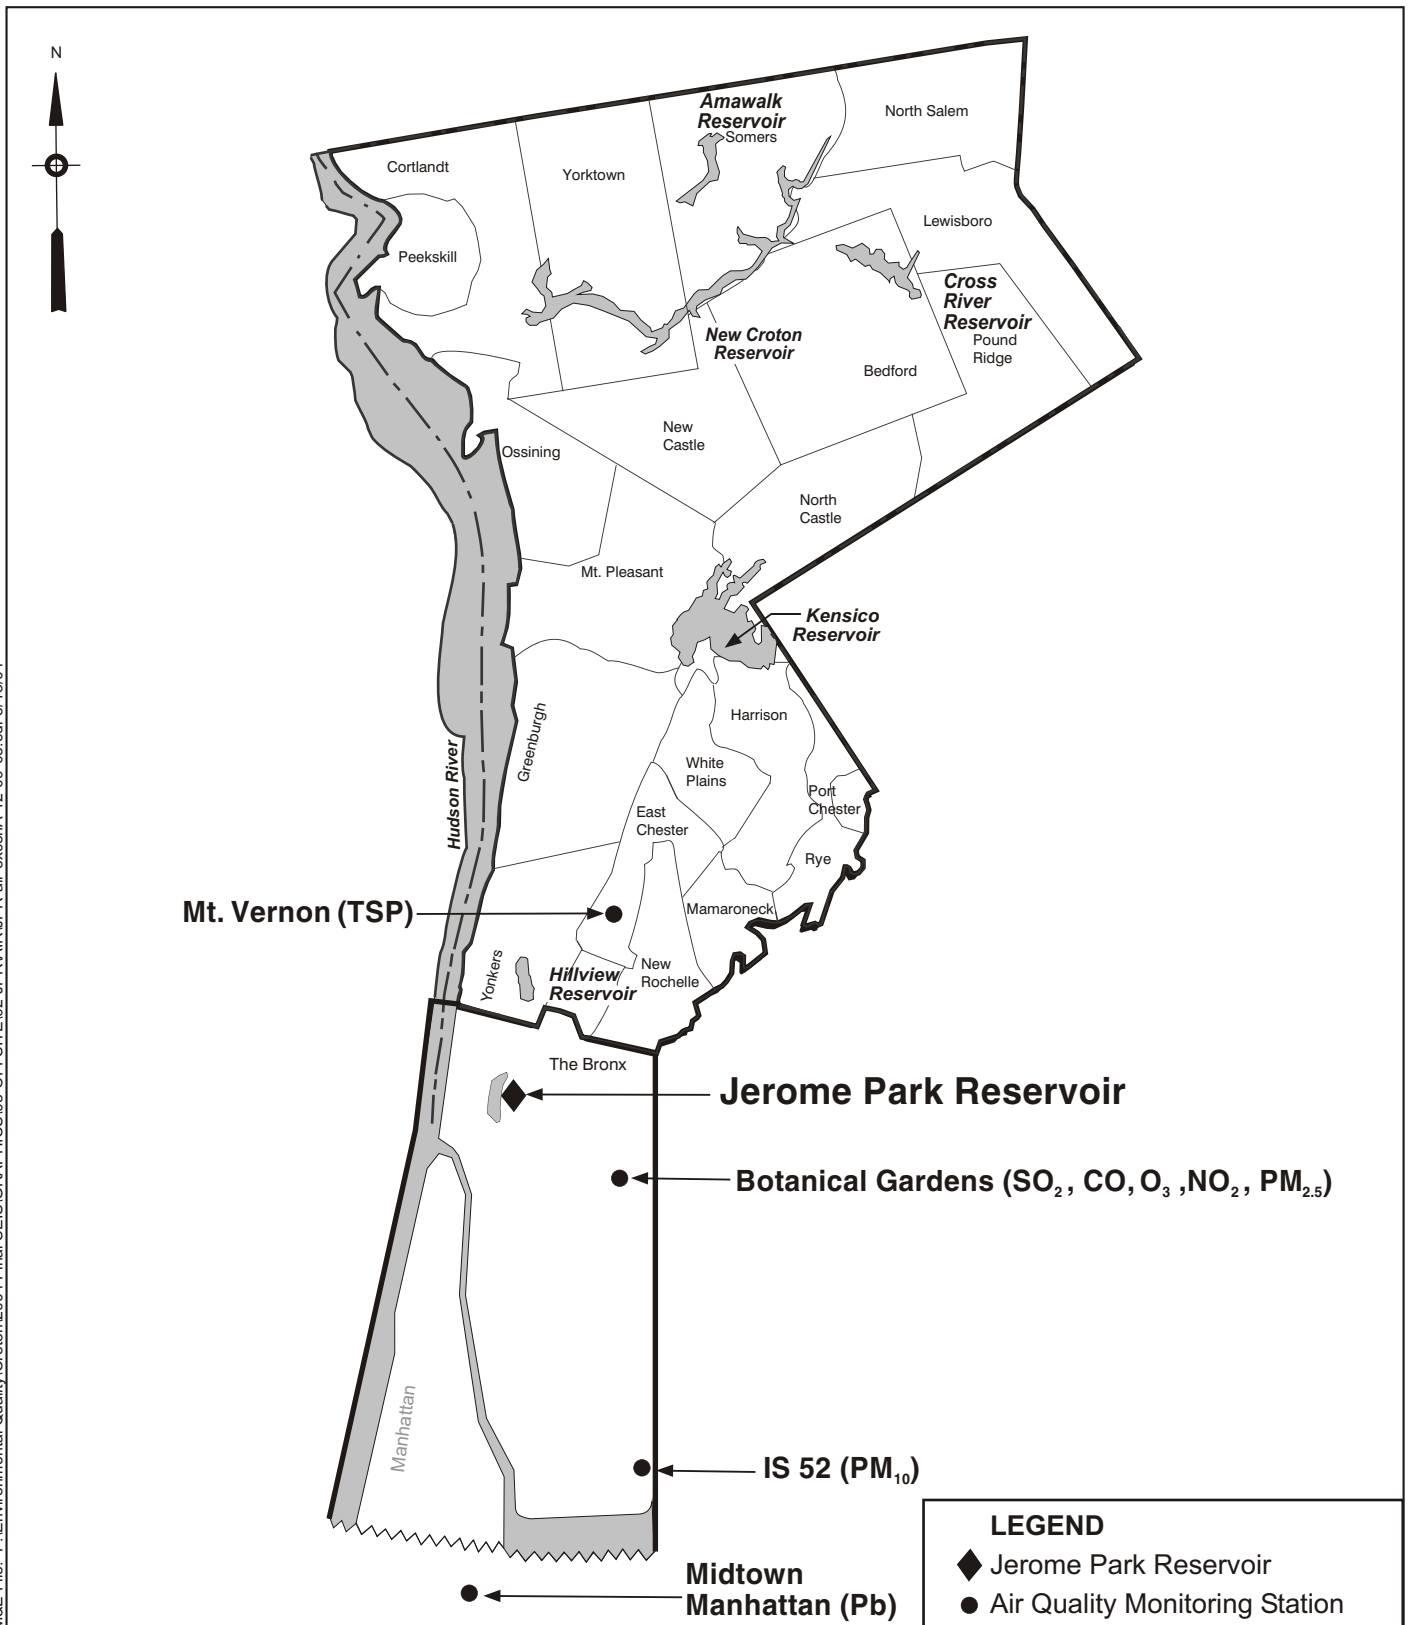 N
Amawalk
Reservoir
Somers
North Salem
Cortlandt
Yorktown
Lewisboro
Peekskill
Cross
River
Reservoir
Pound
Ridge
New Croton
Reservoir
Bedford
New
Castle
Ossining
North
Castle
Mt. Pleasant
Kensico
Reservoir
Harrison
Greenburgh
White
Plains
Hudson River
Port
Chester
East
Chester
Rye
Mt. Vernon (TSP)
Mamaroneck
Yonkers
Hillview
Reservoir
New
Rochelle
The Bronx
Jerome Park Reservoir
Botanical Gardens (SO₂, CO, O₃, NO₂, PM₂.₅)
Manhattan
IS 52 (PM₁₀)
Midtown
Manhattan (Pb)
LEGEND
Jerome Park Reservoir
Air Quality Monitoring Station